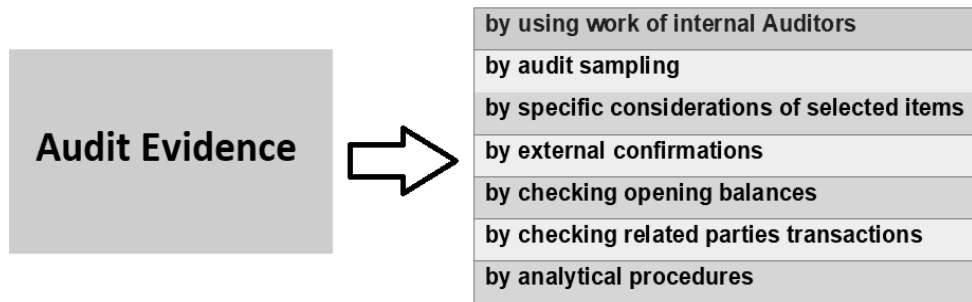 Audit Evidence
by using work of internal Auditors
by audit sampling
by specific considerations of selected items
by external confirmations
by checking opening balances
by checking related parties transactions
by analytical procedures